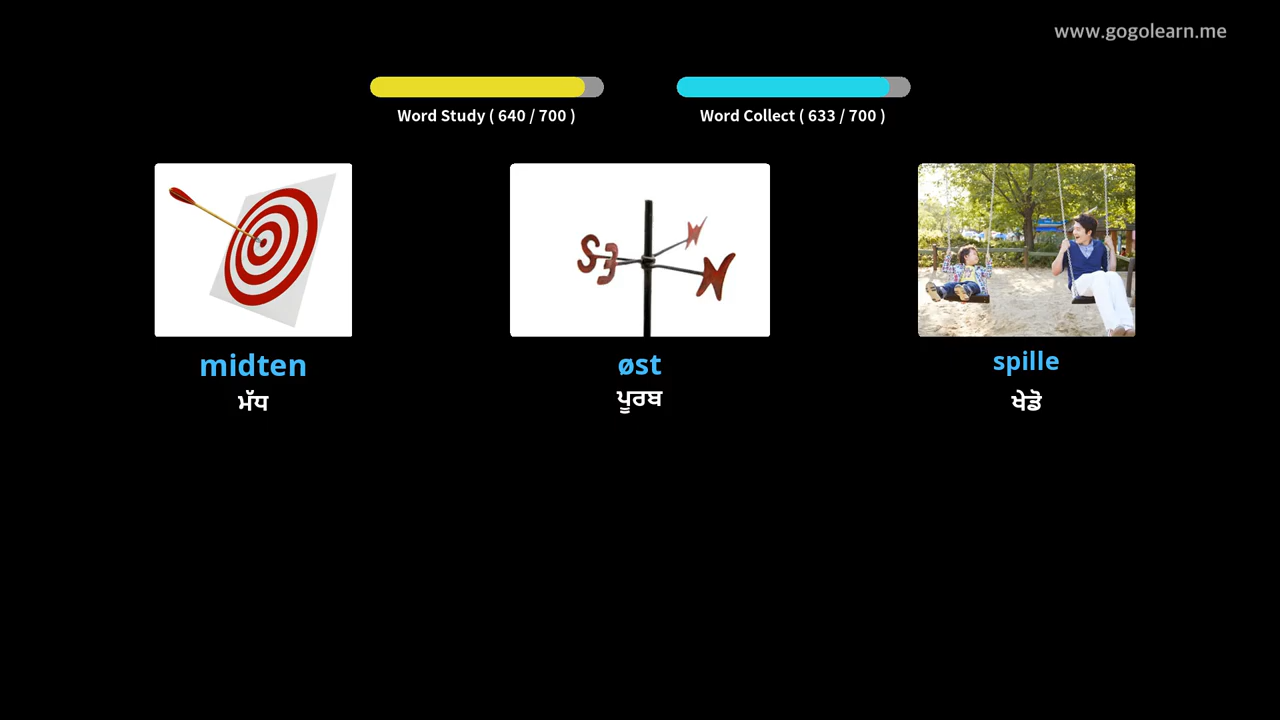 www.gogolearn.me
Word Study ( 640 / 700 )
Word Collect ( 633 / 700 )
S
E
N
W
midten
ਮੱਧ
øst
ਪੂਰਬ
spille
ਖੇਡੋ